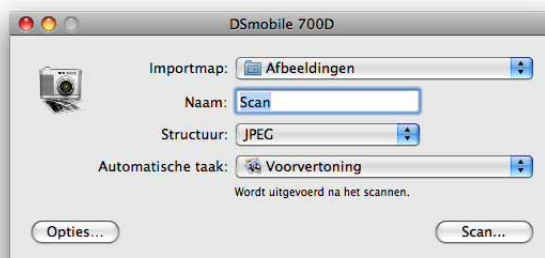 DSmobile 700D
Importmap: Afbeeldingen
Naam: Scan
Structuur: JPEG
Automatische taak: Voorvertoning
Wordt uitgevoerd na het scannen.
Opties... Scan...